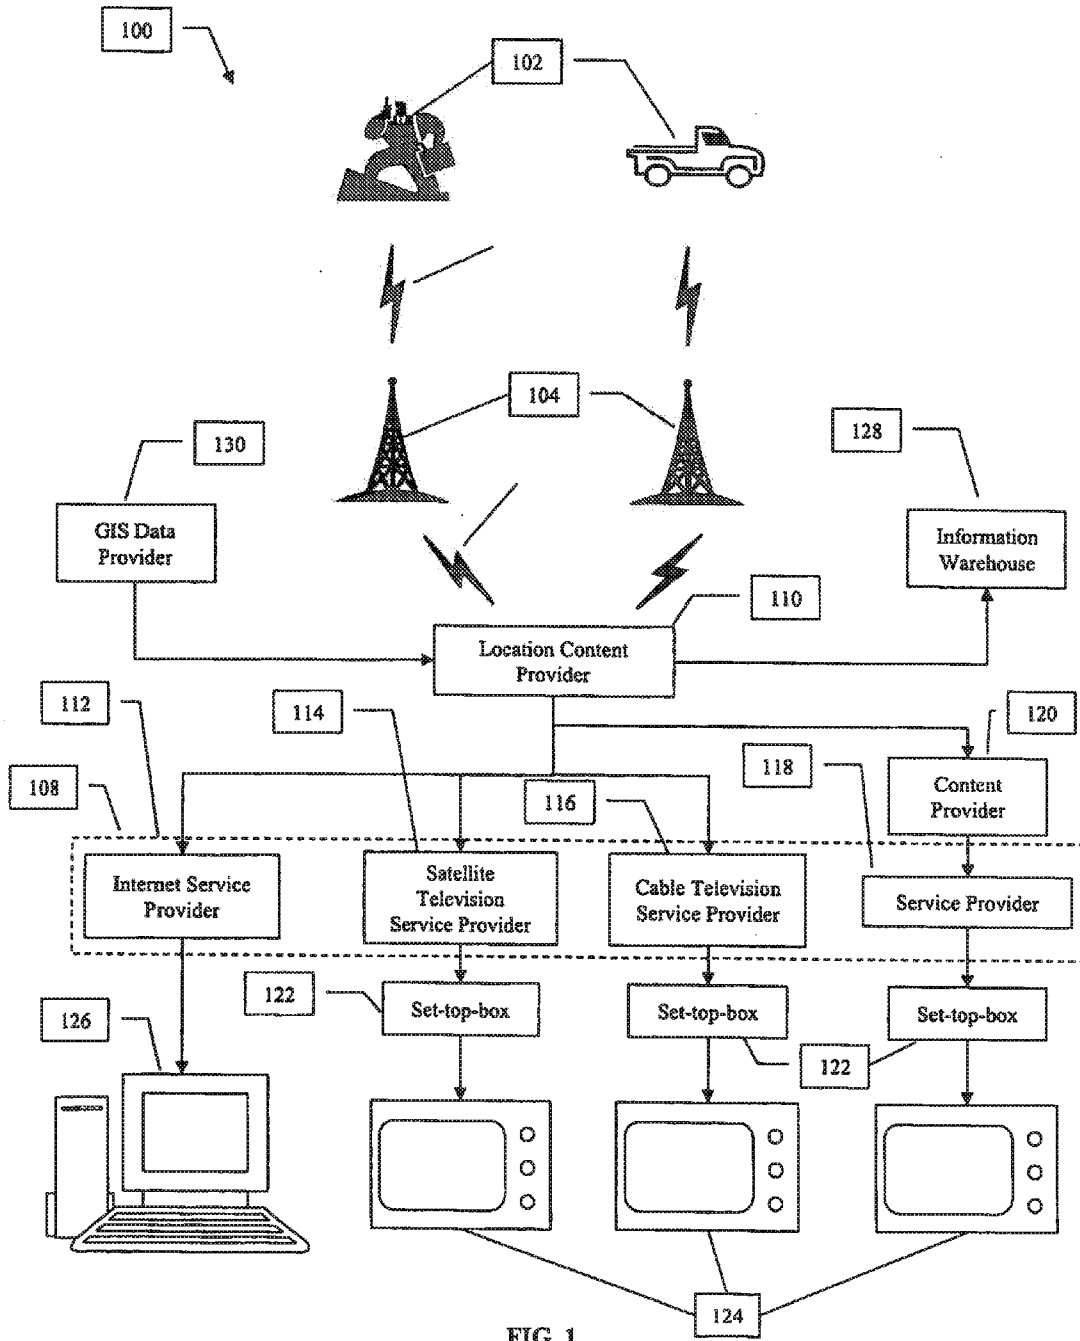 100
102
104
130
128
GIS Data
Provider
Information
Warehouse
110
Location Content
Provider
112
114
120
118
108
116
Content
Provider
Internet Service
Provider
Satellite
Television
Service Provider
Cable Television
Service Provider
Service Provider
122
Set-top-box
Set-top-box
Set-top-box
126
122
124
FIG. 1